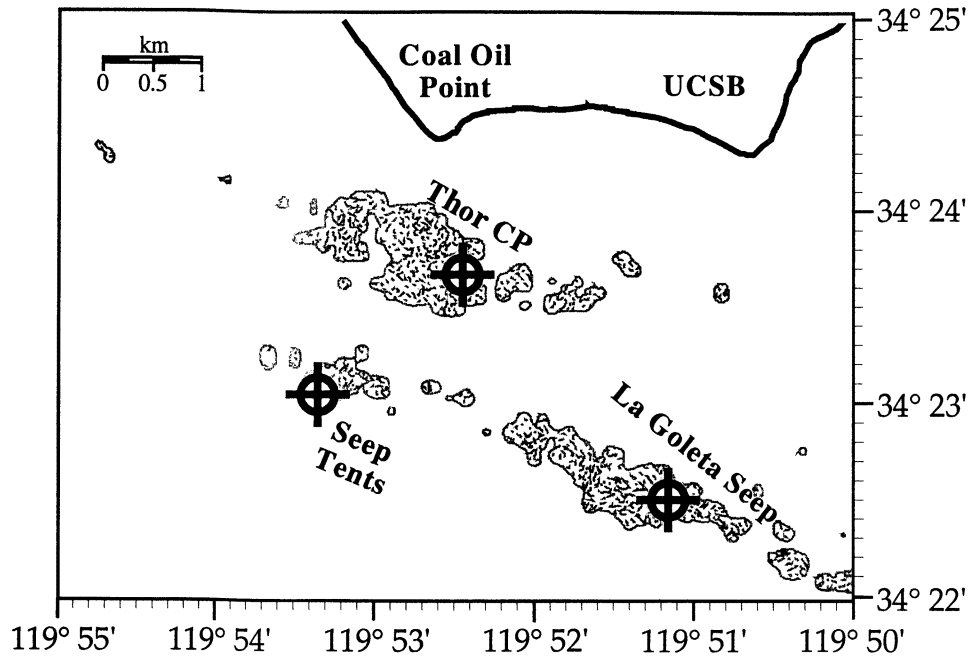 34° 25'
km
0 0.5 1
Coal Oil
Point
UCSB
34° 24'
Thor CP
34° 23'
Seep
Tents
La Goleta Seep
34° 22'
119° 55' 119° 54' 119° 53' 119° 52' 119° 51' 119° 50'